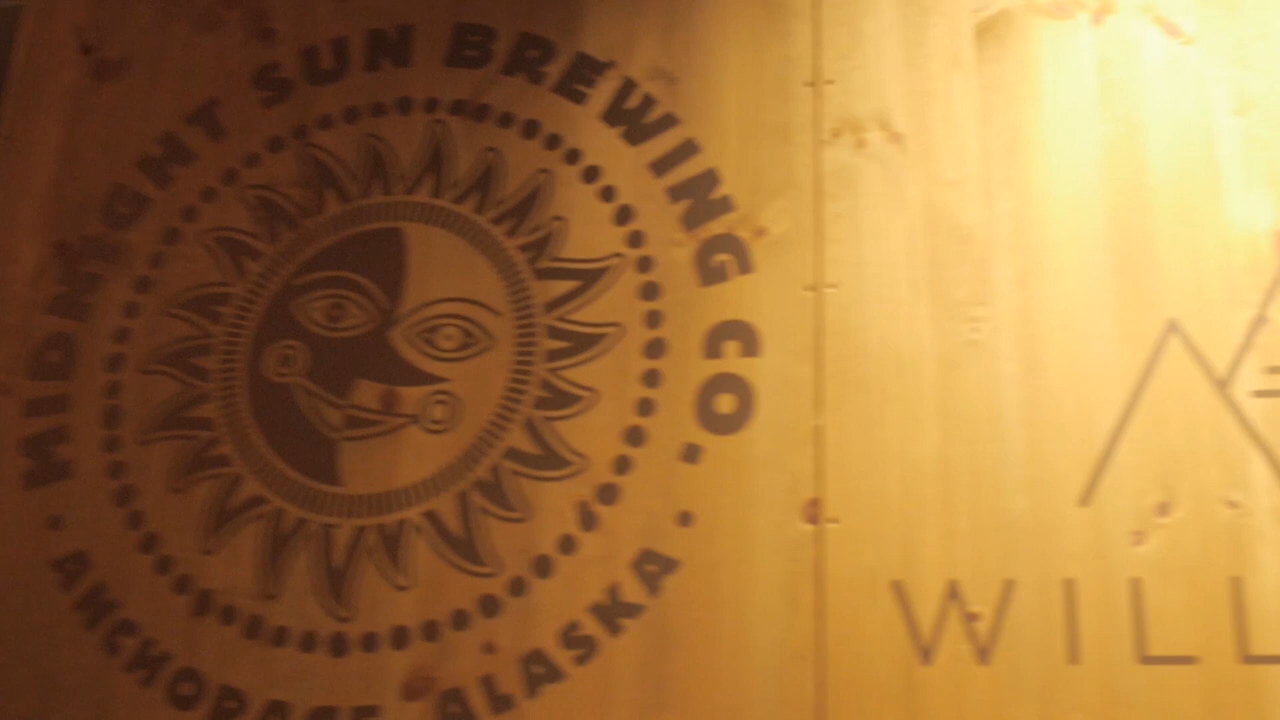 MIDNIGHT SUN BREWING CO.
• ANCHORAGE ALASKA •
WILL